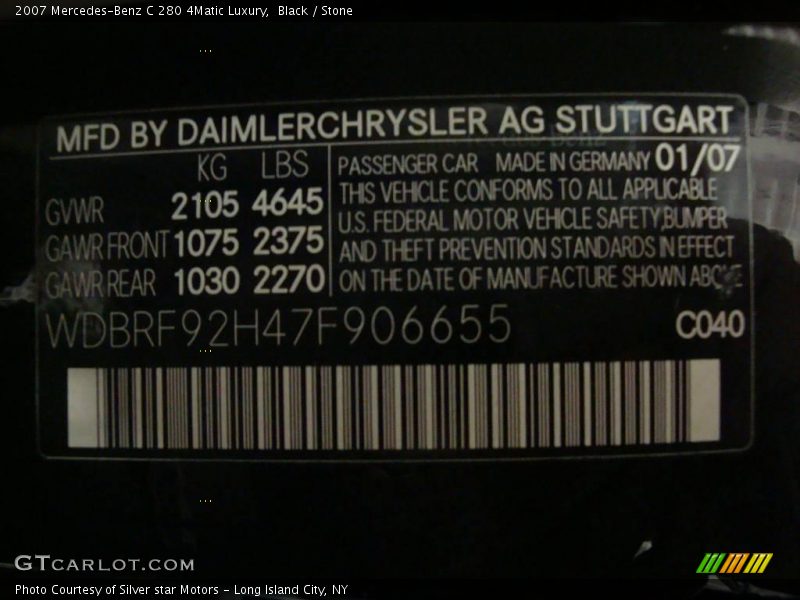 2007 Mercedes-Benz C 280 4Matic Luxury,  Black / Stone
MFD BY DAIMLERCHRYSLER AG STUTTGART
KG LBS
GVWR 2105 4645
GAWR FRONT 1075 2375
GAWR REAR 1030 2270
PASSENGER CAR MADE IN GERMANY 01/07
THIS VEHICLE CONFORMS TO ALL APPLICABLE
U.S. FEDERAL MOTOR VEHICLE SAFETY,BUMPER
AND THEFT PREVENTION STANDARDS IN EFFECT
ON THE DATE OF MANUFACTURE SHOWN ABOVE
WDBRF92H47F906655 C040
GTCARLOT.COM
Photo Courtesy of Silver star Motors - Long Island City, NY